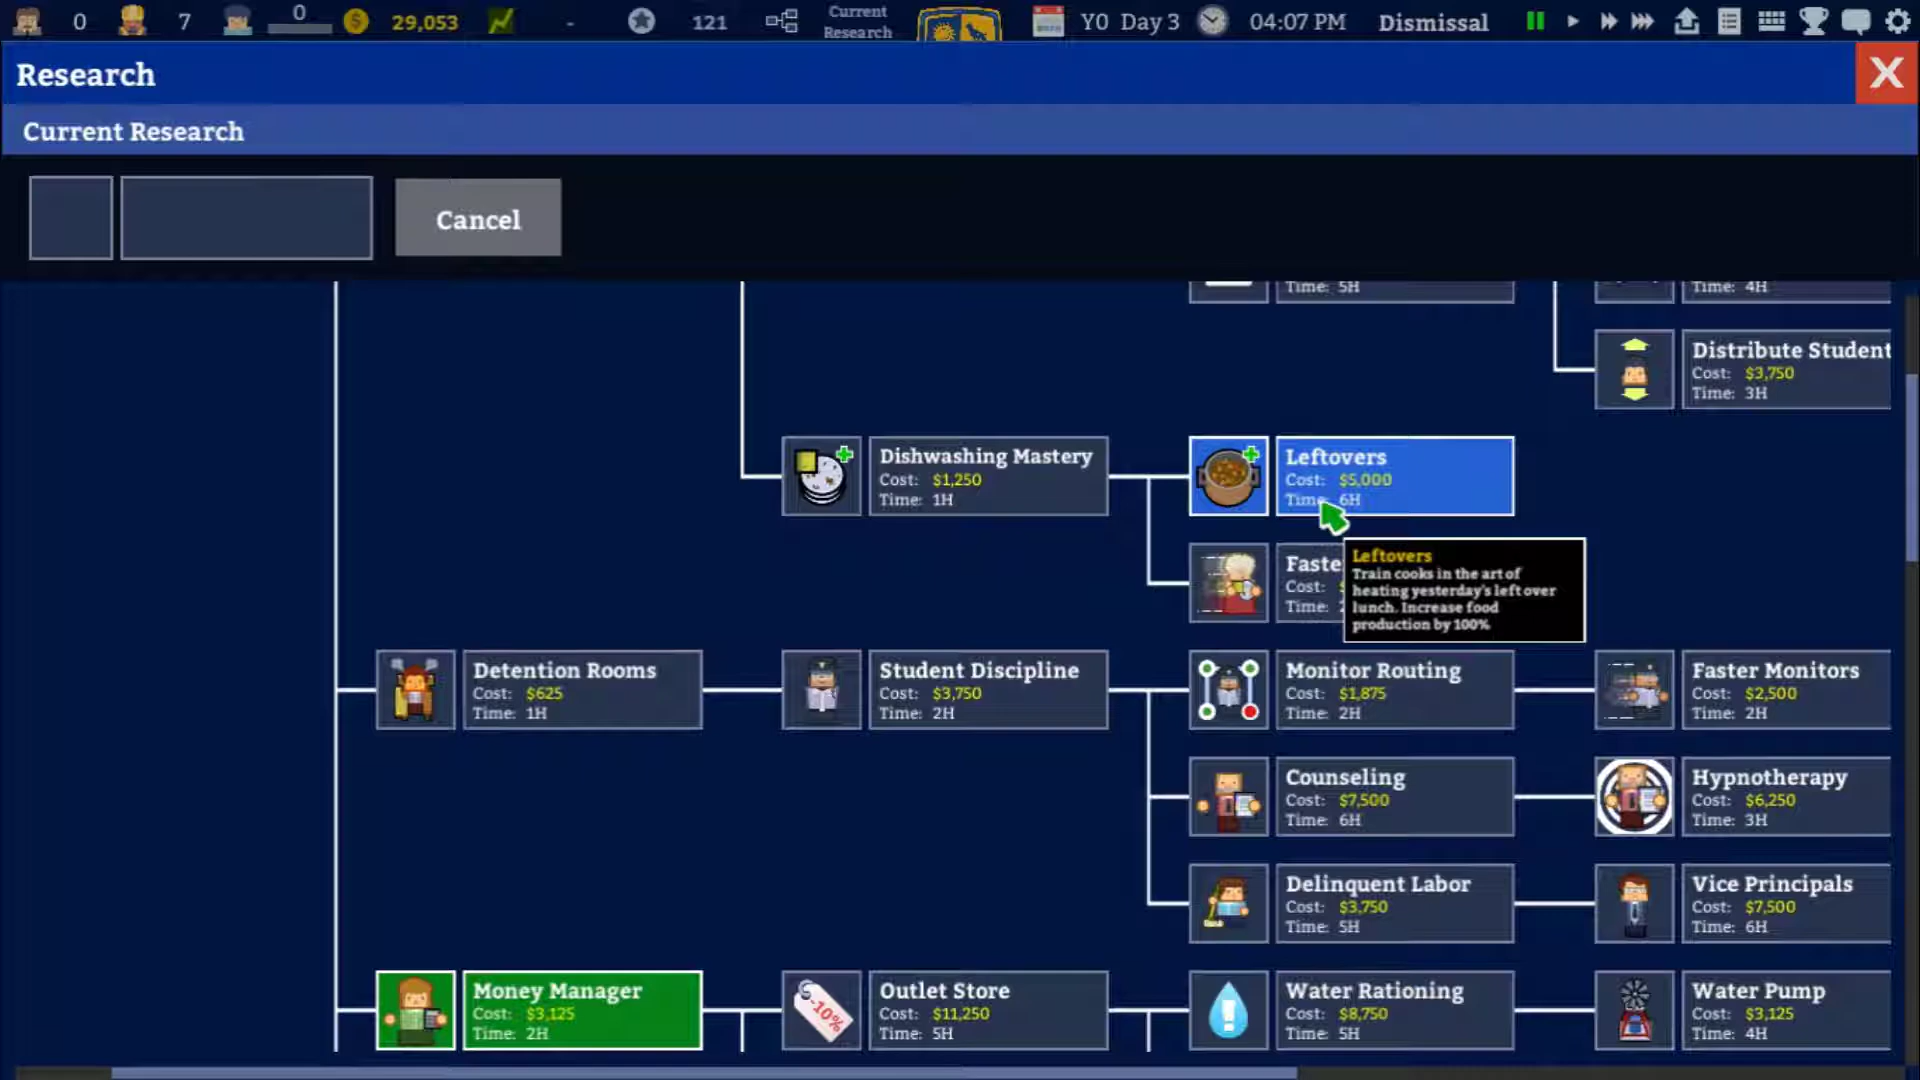 0 7 0 29,053 - 121 Current Research Y0 Day 3 04:07 PM Dismissal
Research
X
Current Research
Cancel
Time: 5H
Time: 4H
Distribute Student
Cost: $3,750
Time: 3H
Dishwashing Mastery
Cost: $1,250
Time: 1H
Leftovers
Cost: $5,000
Time: 6H
Faste
Cost:
Time:
Leftovers
Train cooks in the art of
heating yesterday's left over
lunch. Increase food
production by 100%
Detention Rooms
Cost: $625
Time: 1H
Student Discipline
Cost: $3,750
Time: 2H
Monitor Routing
Cost: $1,875
Time: 2H
Faster Monitors
Cost: $2,500
Time: 2H
Counseling
Cost: $7,500
Time: 6H
Hypnotherapy
Cost: $6,250
Time: 3H
Delinquent Labor
Cost: $3,750
Time: 5H
Vice Principals
Cost: $7,500
Time: 6H
Money Manager
Cost: $3,125
Time: 2H
-10%
Outlet Store
Cost: $11,250
Time: 5H
Water Rationing
Cost: $8,750
Time: 5H
Water Pump
Cost: $3,125
Time: 4H